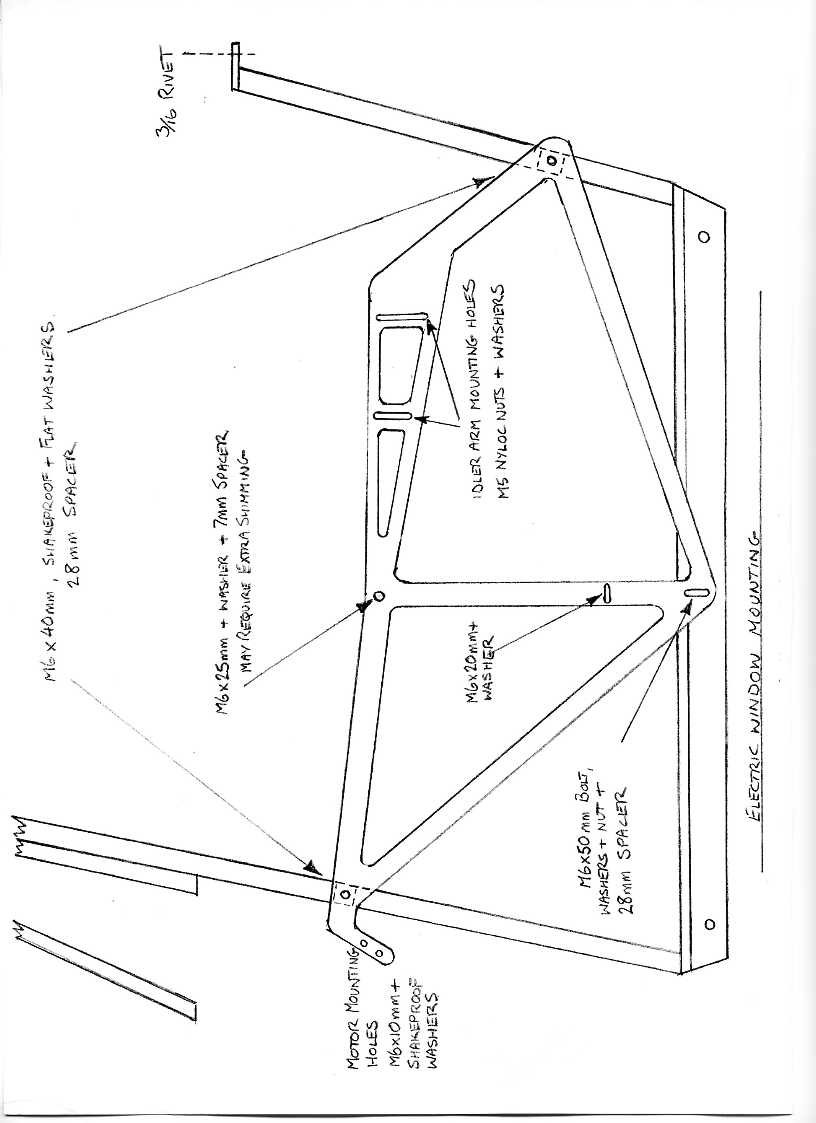 3/16 RIVET
M6 x 40mm, SHAKEPROOF + FLAT WASHERS.
28mm SPACER
M6x25mm + WASHER + 7mm SPACER
MAY REQUIRE EXTRA SHIMMING
IDLER ARM MOUNTING HOLES
M5 NYLOC NUTS + WASHERS
M6x20mm+
WASHER
M6x50mm BOLT,
WASHERS + NUT +
28mm SPACER
MOTOR MOUNTING
HOLES
M6x10mm+
SHAKEPROOF
WASHERS
ELECTRIC WINDOW MOUNTING